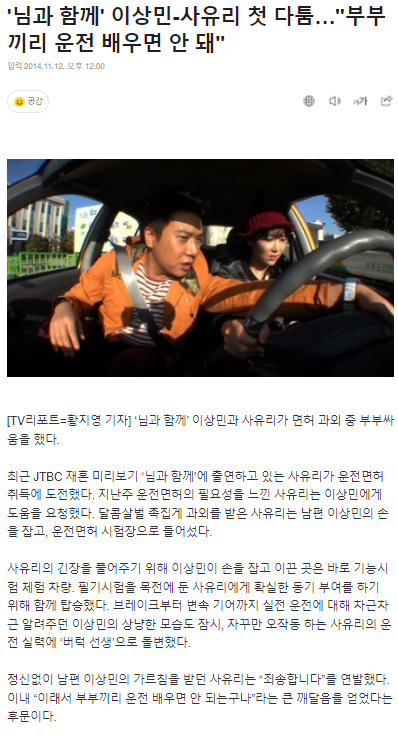 '님과 함께' 이상민-사유리 첫 다툼…"부부
끼리 운전 배우면 안 돼"
입력2014.11.12. 오후 12:00
공감
가가
[TV리포트=황지영 기자] ‘님과 함께’ 이상민과 사유리가 면허 과외 중 부부싸
움을 했다.
최근 JTBC 재혼 미리보기 ‘님과 함께’에 출연하고 있는 사유리가 운전면허
취득에 도전했다. 지난주 운전면허의 필요성을 느낀 사유리는 이상민에게
도움을 요청했다. 달콤살벌 족집게 과외를 받은 사유리는 남편 이상민의 손
을 잡고, 운전면허 시험장으로 들어섰다.
사유리의 긴장을 풀어주기 위해 이상민이 손을 잡고 이끈 곳은 바로 기능시
험 체험 차량. 필기시험을 목전에 둔 사유리에게 확실한 동기 부여를 하기
위해 함께 탑승했다. 브레이크부터 변속 기어까지 실전 운전에 대해 차근차
근 알려주던 이상민의 상냥한 모습도 잠시, 자꾸만 오작동 하는 사유리의 운
전 실력에 ‘버럭 선생’으로 돌변했다.
정신없이 남편 이상민의 가르침을 받던 사유리는 “죄송합니다”를 연발했다.
이내 “이래서 부부끼리 운전 배우면 안 되는구나”라는 큰 깨달음을 얻었다는
후문이다.